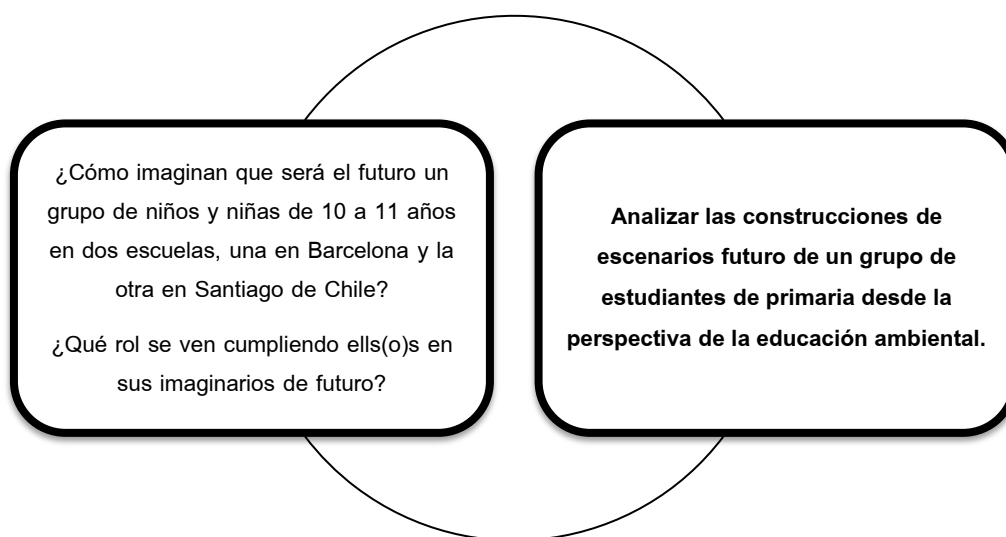 ¿Cómo imaginan que será el futuro un
grupo de niños y niñas de 10 a 11 años
en dos escuelas, una en Barcelona y la
otra en Santiago de Chile?
¿Qué rol se ven cumpliendo ells(o)s en
sus imaginarios de futuro?
Analizar las construcciones de
escenarios futuro de un grupo de
estudiantes de primaria desde la
perspectiva de la educación ambiental.